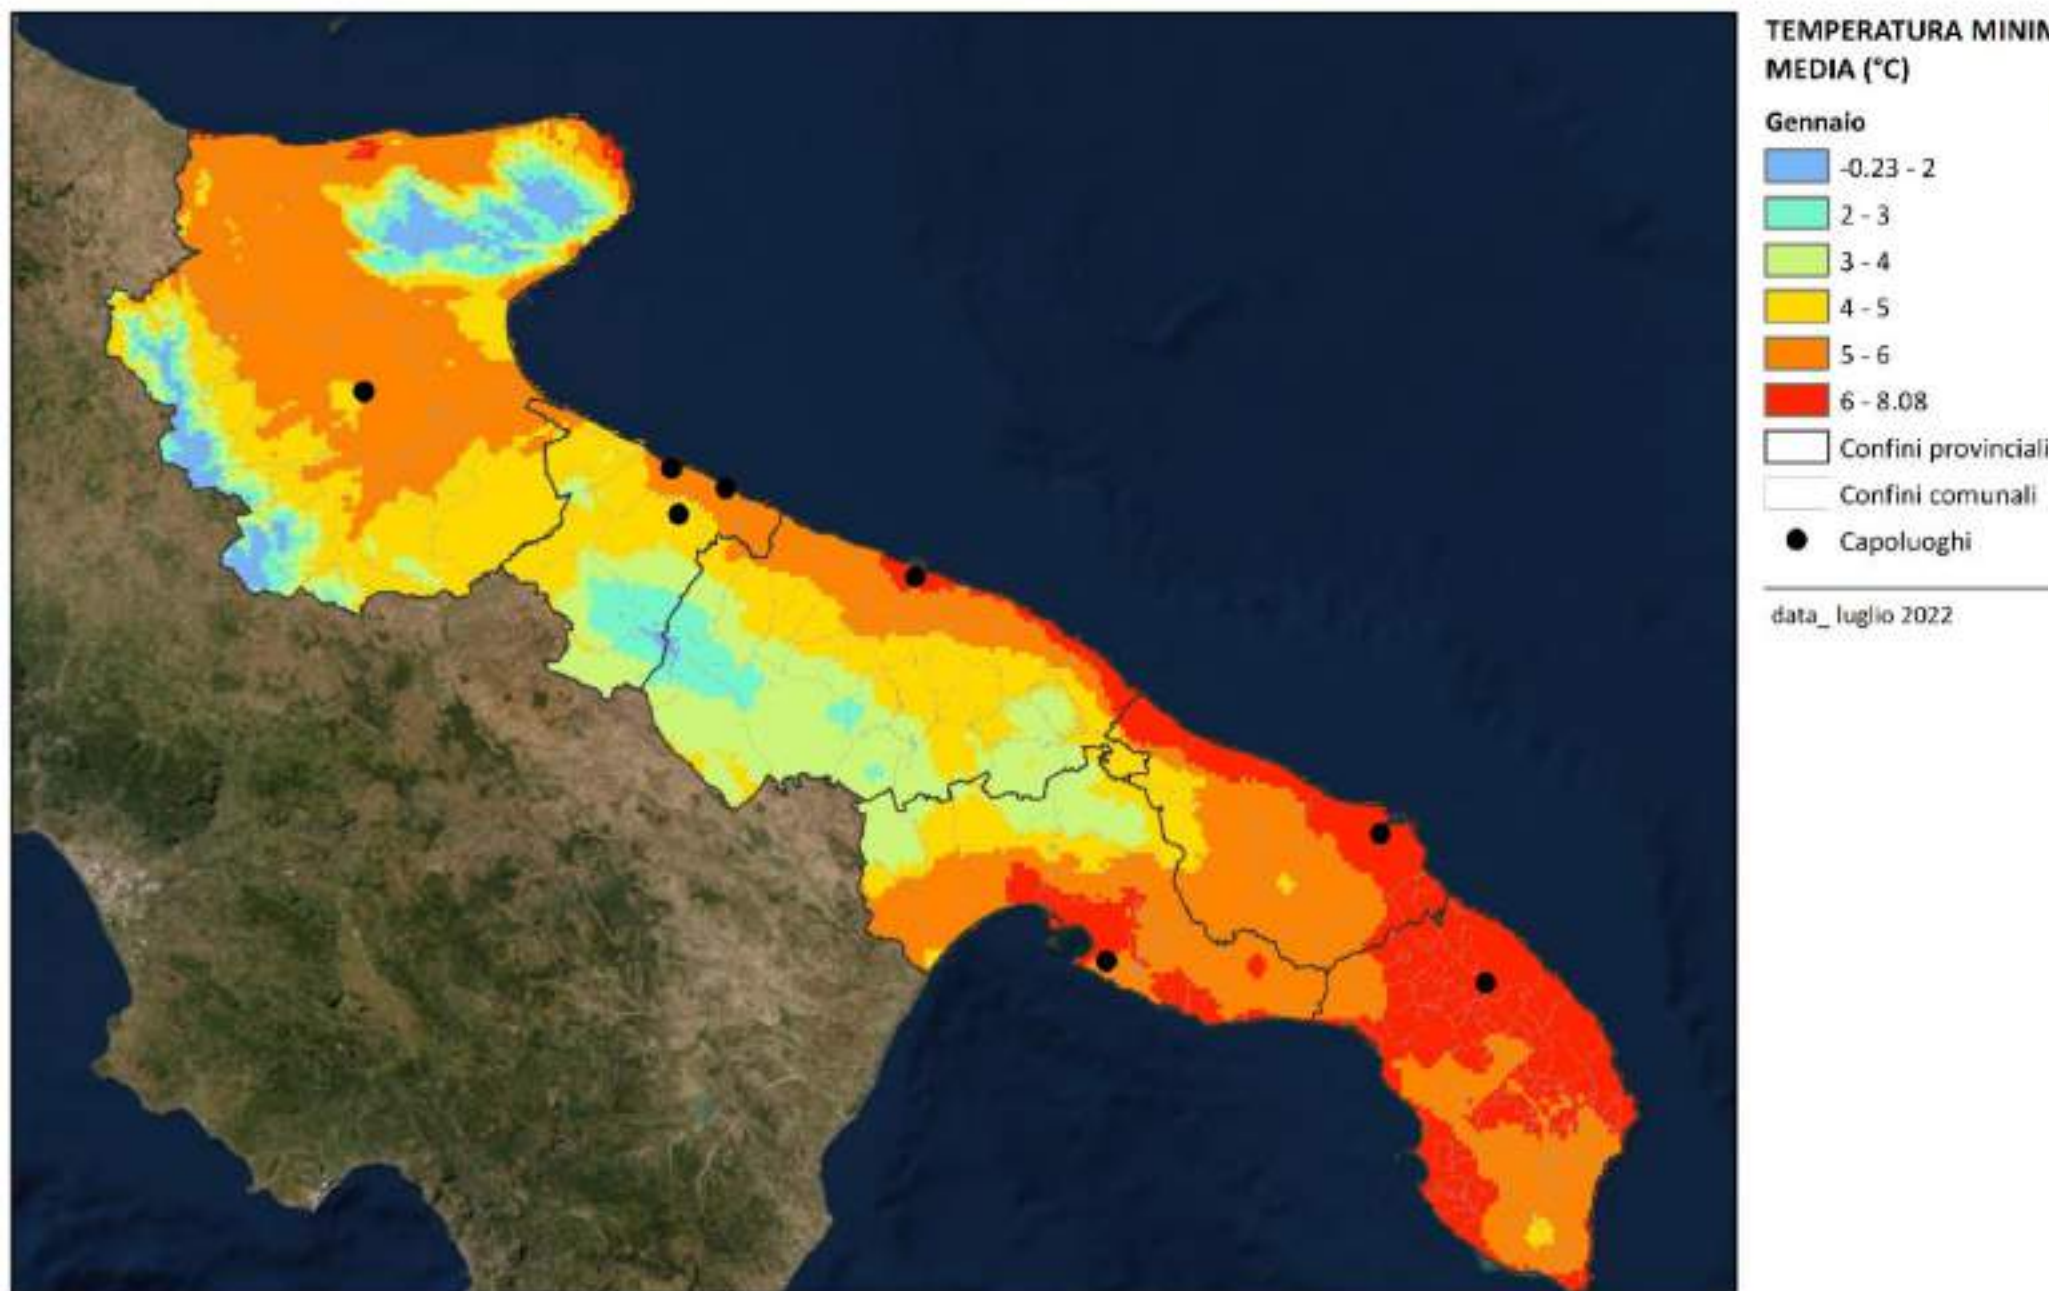 TEMPERATURA MINIM
MEDIA (°C)
Gennaio
-0.23 - 2
2 - 3
3 - 4
4 - 5
5 - 6
6 - 8.08
Confini provinciali
Confini comunali
Capoluoghi
data_ luglio 2022